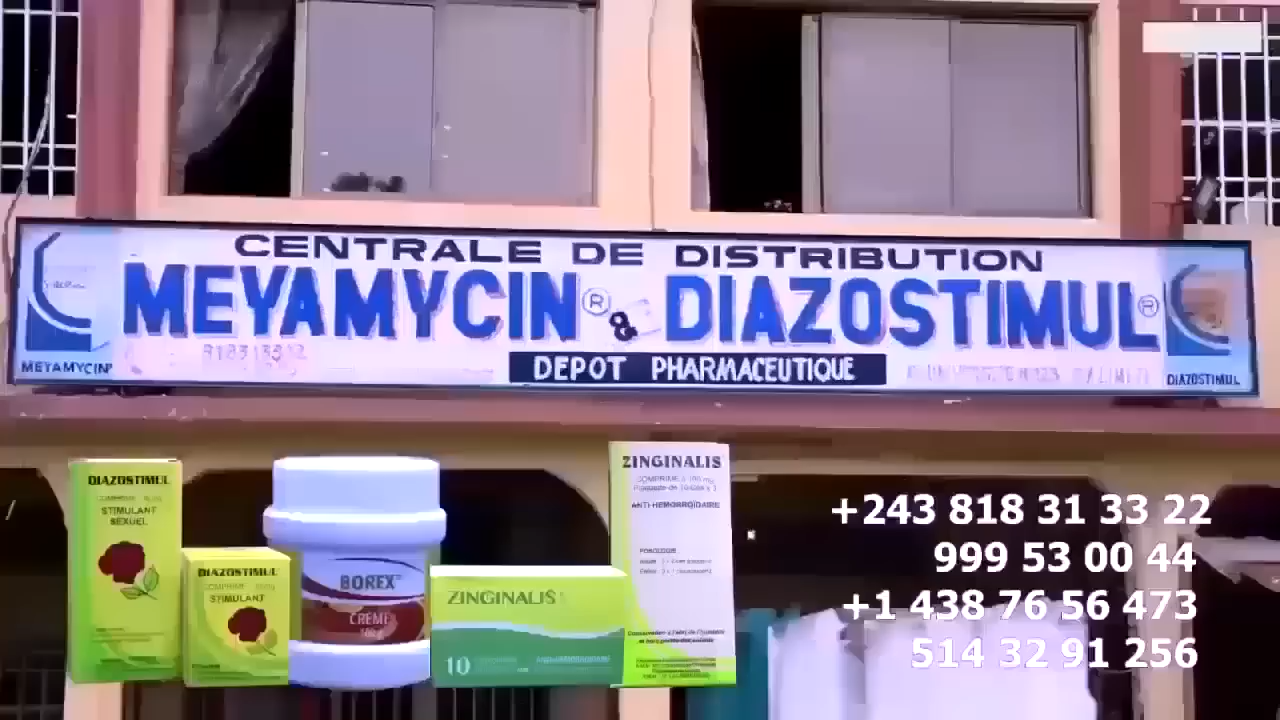 CENTRALE DE DISTRIBUTION
MEYAMYCIN® & DIAZOSTIMUL®
DEPOT PHARMACEUTIQUE
MEYAMYCIN
DIAZOSTIMUL
DIAZOSTIMUL
STIMULANT
SEXUEL
DIAZOSTIMUL
STIMULANT
BOREX
CREME
ZINGINALIS
10
ZINGINALIS
ANTI-HEMORROÏDAIRE
POSOLOGIE
+243 818 31 33 22
999 53 00 44
+1 438 76 56 473
514 32 91 256